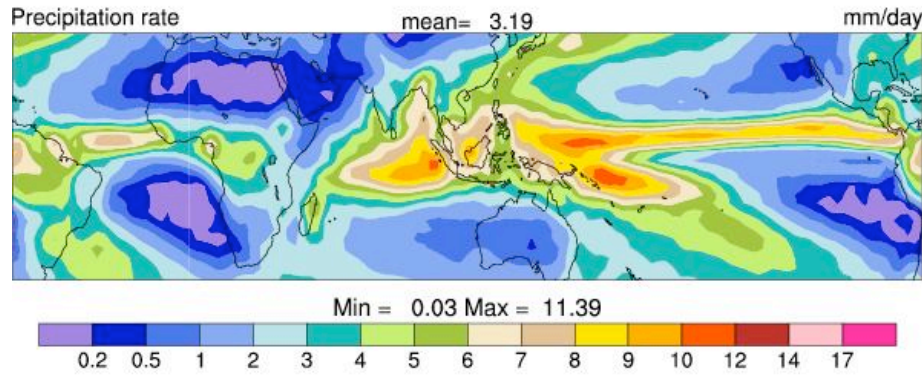 Precipitation rate mean= 3.19 mm/day
Min = 0.03 Max = 11.39
0.2 0.5 1 2 3 4 5 6 7 8 9 10 12 14 17